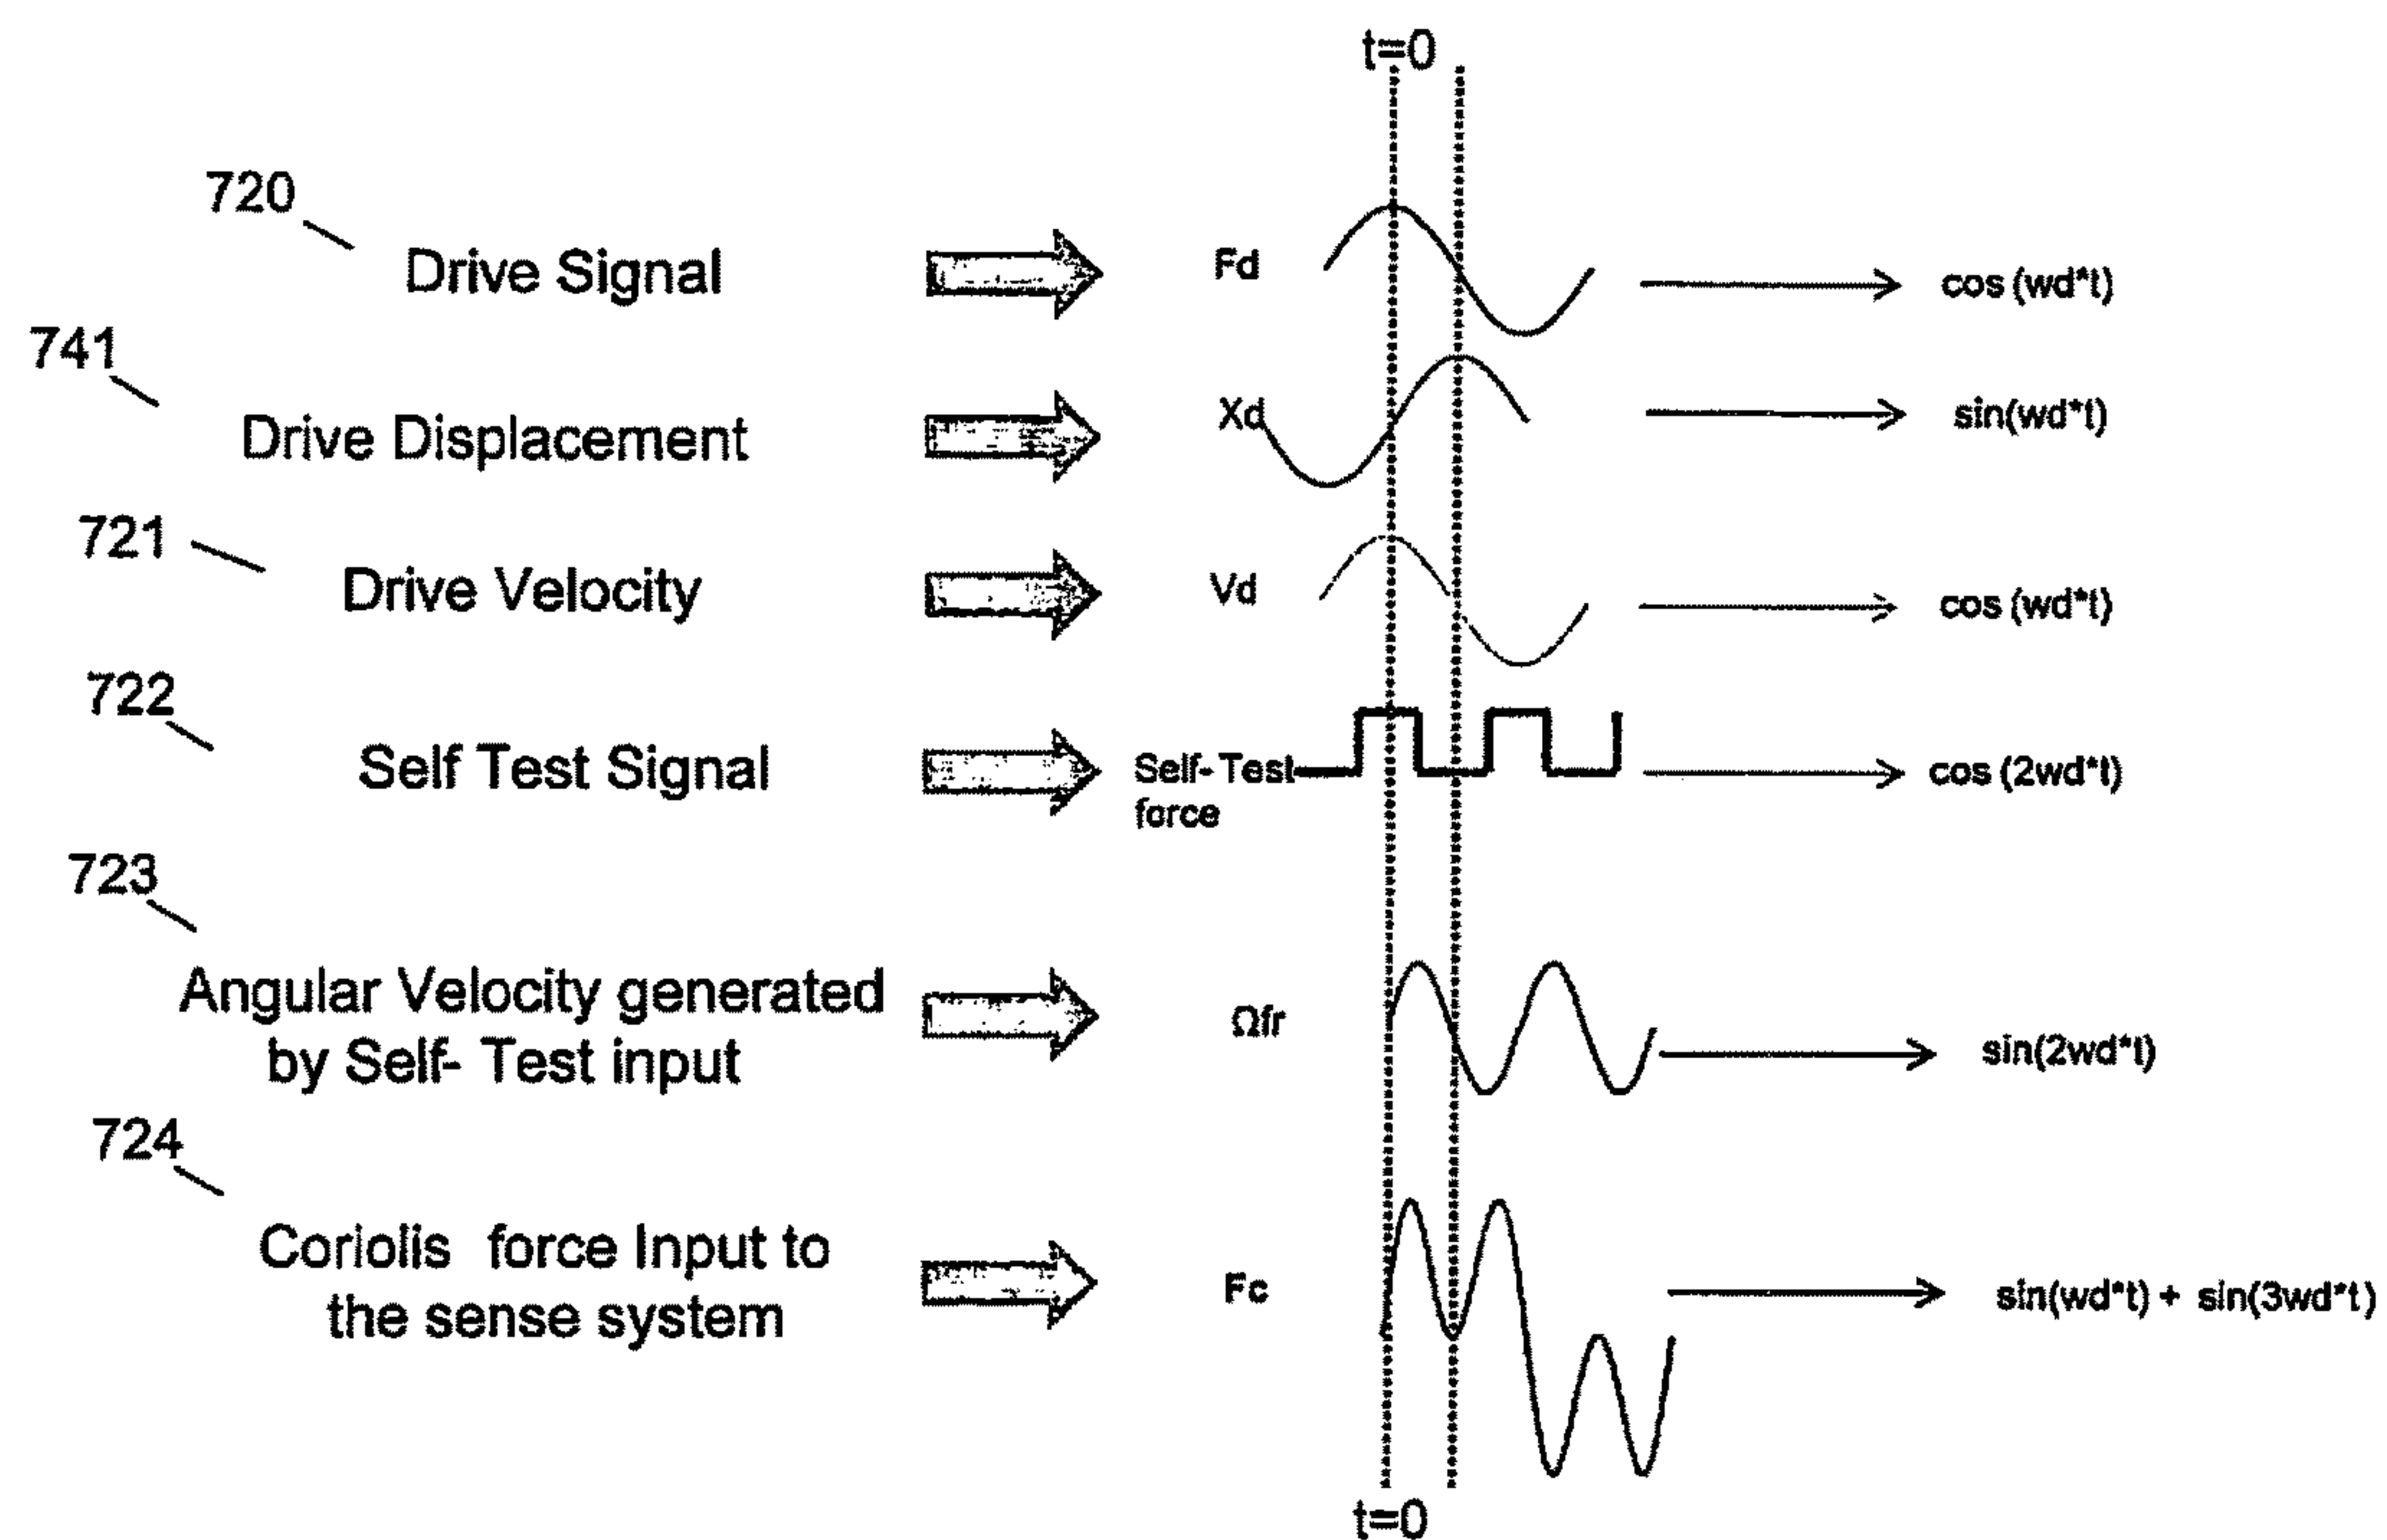 t=0
720
Drive Signal
Fd
cos (wd*t)
741
Drive Displacement
Xd
sin(wd*t)
721
Drive Velocity
Vd
cos (wd*t)
722
Self Test Signal
Self- Test
force
cos (2wd*t)
723
Angular Velocity generated
by Self- Test input
Ωfr
sin(2wd*t)
724
Coriolis force Input to
the sense system
Fc
sin(wd*t) + sin(3wd*t)
t=0